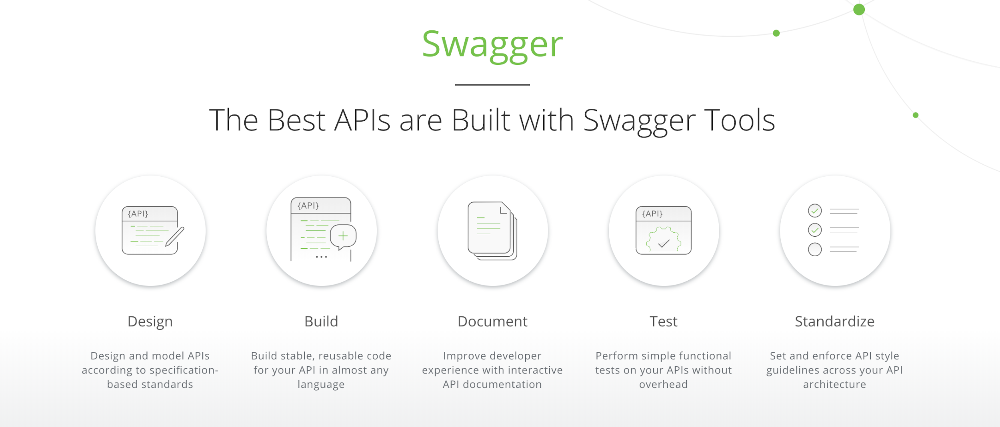 Swagger
The Best APIs are Built with Swagger Tools
{API}
{API}
{API}
Design
Design and model APIs
according to specification-
based standards
Build
Build stable, reusable code
for your API in almost any
language
Document
Improve developer
experience with interactive
API documentation
Test
Perform simple functional
tests on your APIs without
overhead
Standardize
Set and enforce API style
guidelines across your API
architecture